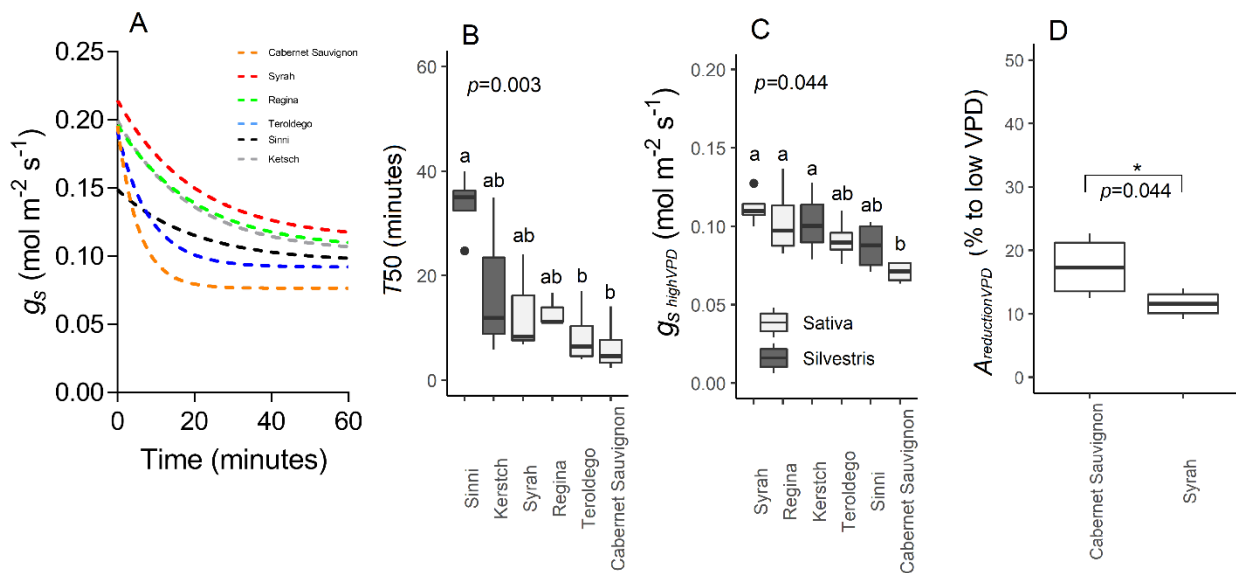 A
0.25
0.20
0.15
0.10
0.05
0.00
gs (mol m-2 s-1)
0
20
40
60
Time (minutes)
Cabernet Sauvignon
Syrah
Regina
Teroldego
Sinni
Ketsch
B
60
40
20
0
T50 (minutes)
p=0.003
a
ab
ab
ab
b
b
Sinni
Kerstch
Syrah
Regina
Teroldego
Cabernet Sauvignon
C
0.20
0.15
0.10
0.05
0.00
gs highVPD (mol m-2 s-1)
p=0.044
a
a
a
ab
ab
b
Sativa
Silvestris
Syrah
Regina
Kerstch
Teroldego
Sinni
Cabernet Sauvignon
D
50
40
30
20
10
0
AreductionVPD (% to low VPD)
*
p=0.044
Cabernet Sauvignon
Syrah